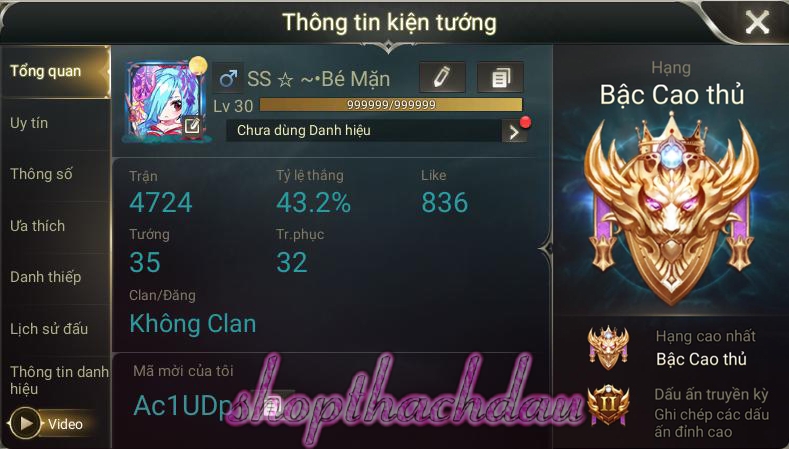 Thông tin kiện tướng
Tổng quan
Uy tín
Thông số
Ưa thích
Danh thiếp
Lịch sử đấu
Thông tin danh
hiệu
Video
SS ☆ ~•Bé Mặn
Lv 30
999999/999999
Chưa dùng Danh hiệu
Trận
Tỷ lệ thắng
Like
4724
43.2%
836
Tướng
Tr.phục
35
32
Clan/Đăng
Không Clan
Mã mời của tôi
Ac1UDp
shopthachdau
Hạng
Bậc Cao thủ
Hạng cao nhất
Bậc Cao thủ
II
Dấu ấn truyền kỳ
Ghi chép các dấu
ấn đỉnh cao